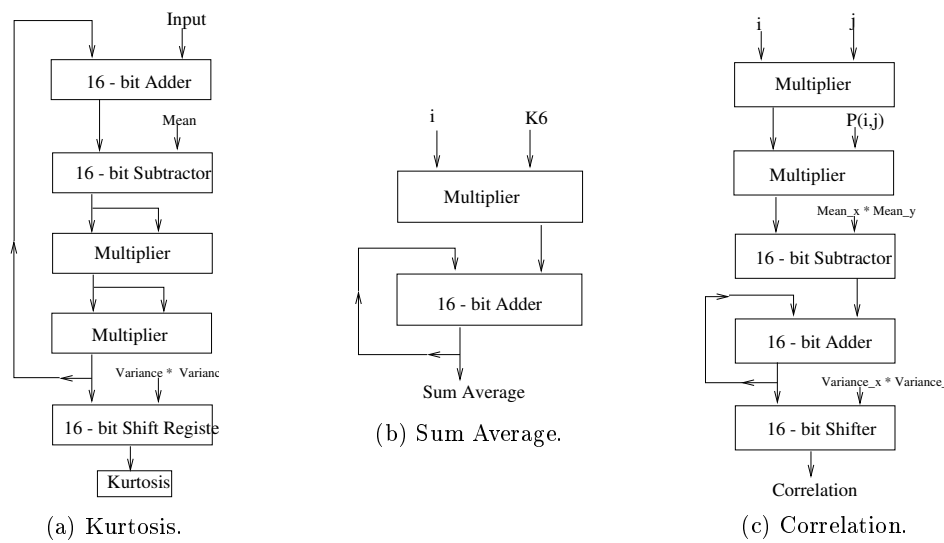 Input
16 - bit Adder
Mean
16 - bit Subtractor
Multiplier
Multiplier
Variance * Varianc
16 - bit Shift Registe
Kurtosis
(a) Kurtosis.
i
K6
Multiplier
16 - bit Adder
Sum Average
(b) Sum Average.
i
j
Multiplier
P(i,j)
Multiplier
Mean_x * Mean_y
16 - bit Subtractor
16 - bit Adder
Variance_x * Variance_
16 - bit Shifter
Correlation
(c) Correlation.